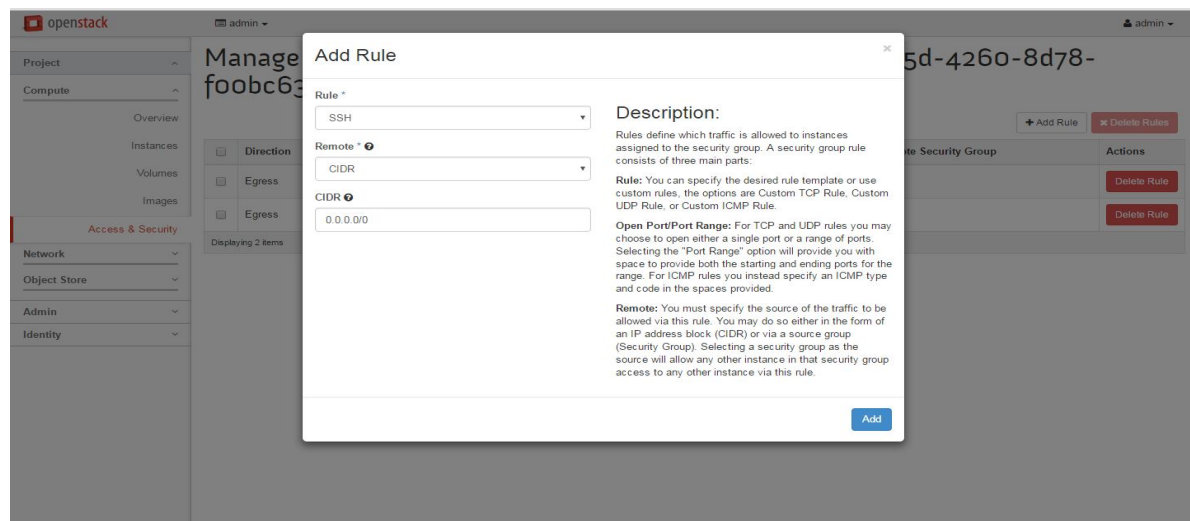 openstack
admin
admin
Project
Compute
Overview
Instances
Volumes
Images
Access & Security
Network
Object Store
Admin
Identity
Manage
5d-4260-8d78-
f00bc63
+ Add Rule
Delete Rules
Direction
te Security Group
Actions
Egress
Delete Rule
Egress
Delete Rule
Displaying 2 items
Add Rule
×
Rule *
SSH
Remote *
CIDR
CIDR
0.0.0.0/0
Description:
Rules define which traffic is allowed to instances
assigned to the security group. A security group rule
consists of three main parts:
Rule: You can specify the desired rule template or use
custom rules, the options are Custom TCP Rule, Custom
UDP Rule, or Custom ICMP Rule.
Open Port/Port Range: For TCP and UDP rules you may
choose to open either a single port or a range of ports.
Selecting the "Port Range" option will provide you with
space to provide both the starting and ending ports for the
range. For ICMP rules you instead specify an ICMP type
and code in the spaces provided.
Remote: You must specify the source of the traffic to be
allowed via this rule. You may do so either in the form of
an IP address block (CIDR) or via a source group
(Security Group). Selecting a security group as the
source will allow any other instance in that security group
access to any other instance via this rule.
Add